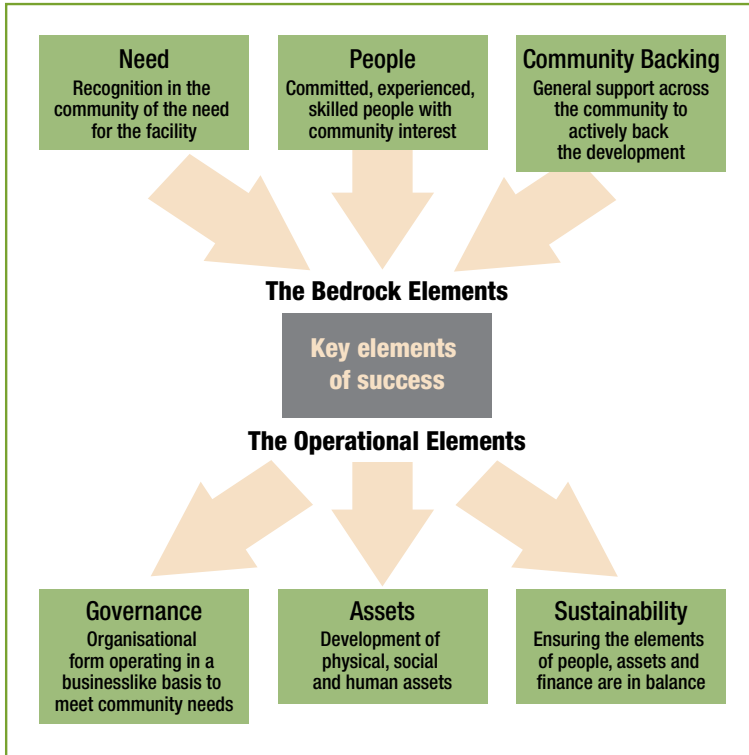 Need
Recognition in the
community of the need
for the facility
People
Committed, experienced,
skilled people with
community interest
Community Backing
General support across
the community to
actively back
the development
The Bedrock Elements
Key elements
of success
The Operational Elements
Governance
Organisational
form operating in a
businesslike basis to
meet community needs
Assets
Development of
physical, social
and human assets
Sustainability
Ensuring the elements
of people, assets and
finance are in balance